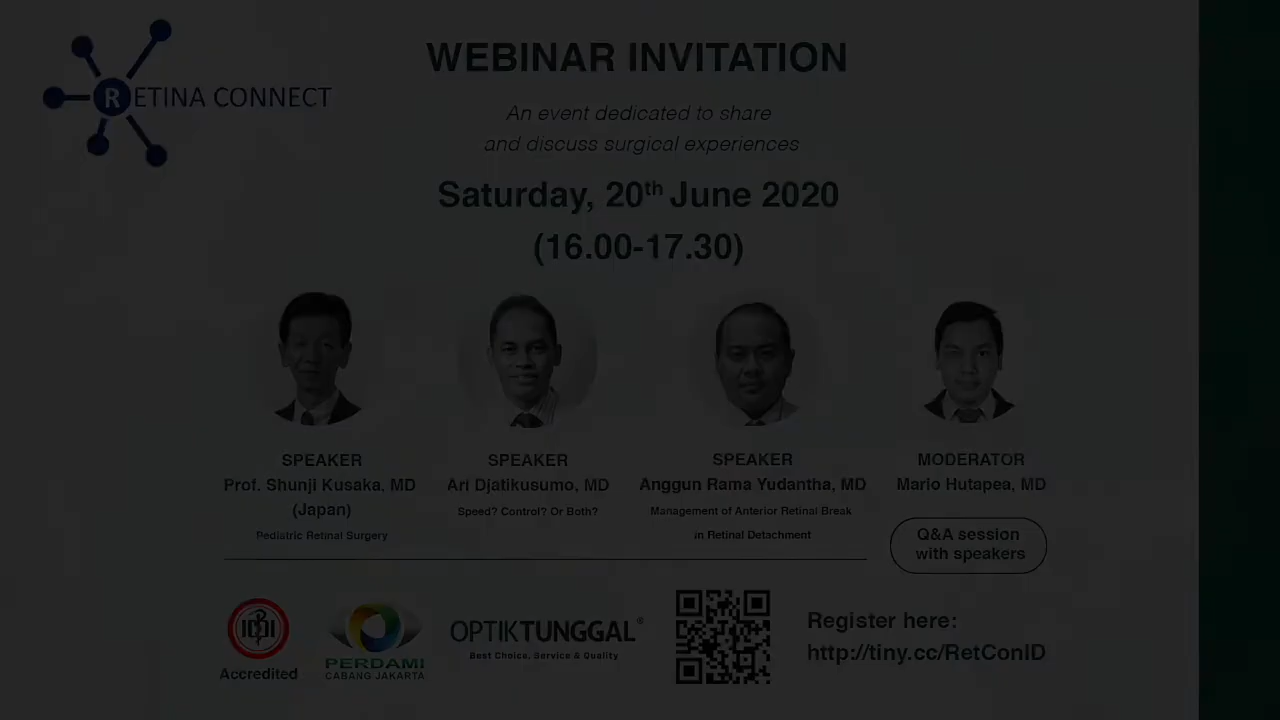 RETINA CONNECT
WEBINAR INVITATION
An event dedicated to share
and discuss surgical experiences
Saturday, 20th June 2020
(16.00-17.30)
SPEAKER
Prof. Shunji Kusaka, MD
(Japan)
Pediatric Retinal Surgery
SPEAKER
Ari Djatikusumo, MD
Speed? Control? Or Both?
SPEAKER
Anggun Rama Yudantha, MD
Management of Anterior Retinal Break
in Retinal Detachment
MODERATOR
Mario Hutapea, MD
Q&A session
with speakers
IDI
Accredited
PERDAMI
CABANG JAKARTA
OPTIKTUNGGAL®
Best Choice, Service & Quality
Register here:
http://tiny.cc/RetConID